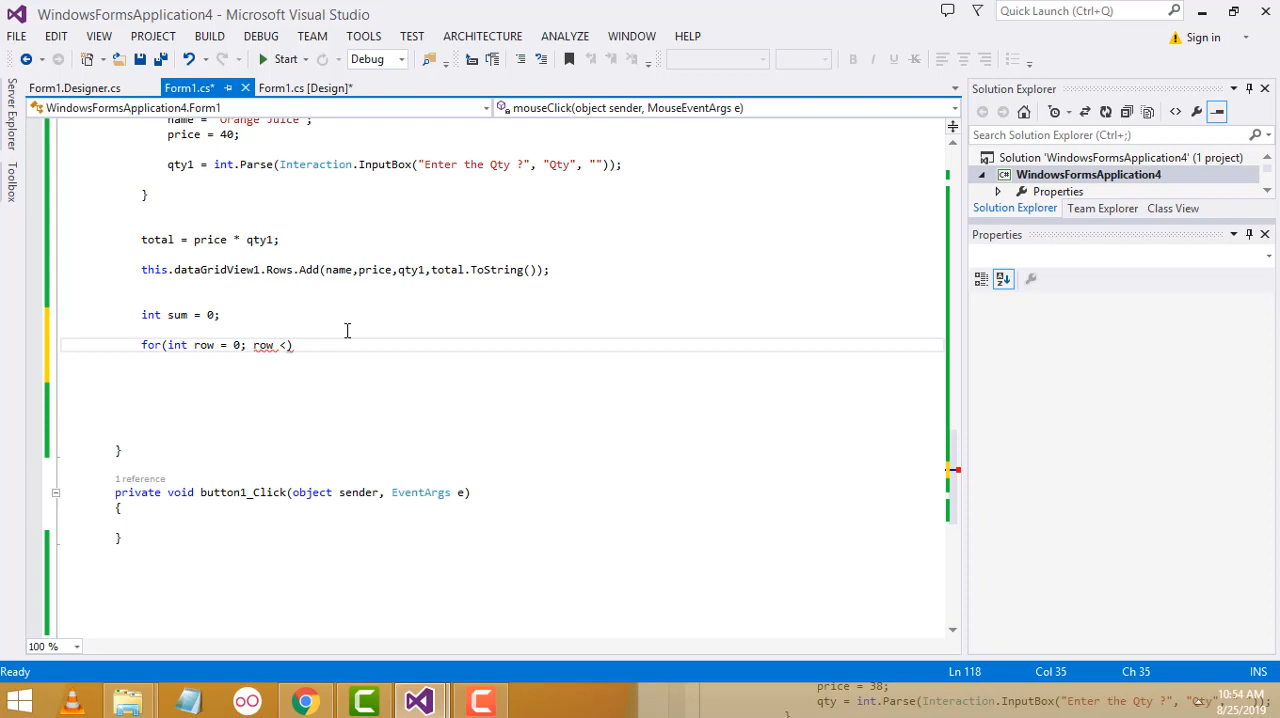 WindowsFormsApplication4 - Microsoft Visual Studio
Quick Launch (Ctrl+Q)
FILE EDIT VIEW PROJECT BUILD DEBUG TEAM TOOLS TEST ARCHITECTURE ANALYZE WINDOW HELP
Sign in
Start Debug
Form1.Designer.cs Form1.cs* Form1.cs [Design]*
WindowsFormsApplication4.Form1 mouseClick(object sender, MouseEventArgs e)
Server Explorer
Toolbox
name = "Orange Juice";
price = 40;
qty1 = int.Parse(Interaction.InputBox("Enter the Qty ?", "Qty", ""));
}
total = price * qty1;
this.dataGridView1.Rows.Add(name,price,qty1,total.ToString());
int sum = 0;
for(int row = 0; row <)
}
1 reference
private void button1_Click(object sender, EventArgs e)
{
}
100 %
Solution Explorer
Search Solution Explorer (Ctrl+;)
Solution 'WindowsFormsApplication4' (1 project)
C# WindowsFormsApplication4
Properties
Solution Explorer Team Explorer Class View
Properties
Ready Ln 118 Col 35 Ch 35 INS
price = 38;
qty = int.Parse(Interaction.InputBox("Enter the Qty ?", "Qty"
}
10:54 AM
8/25/2019